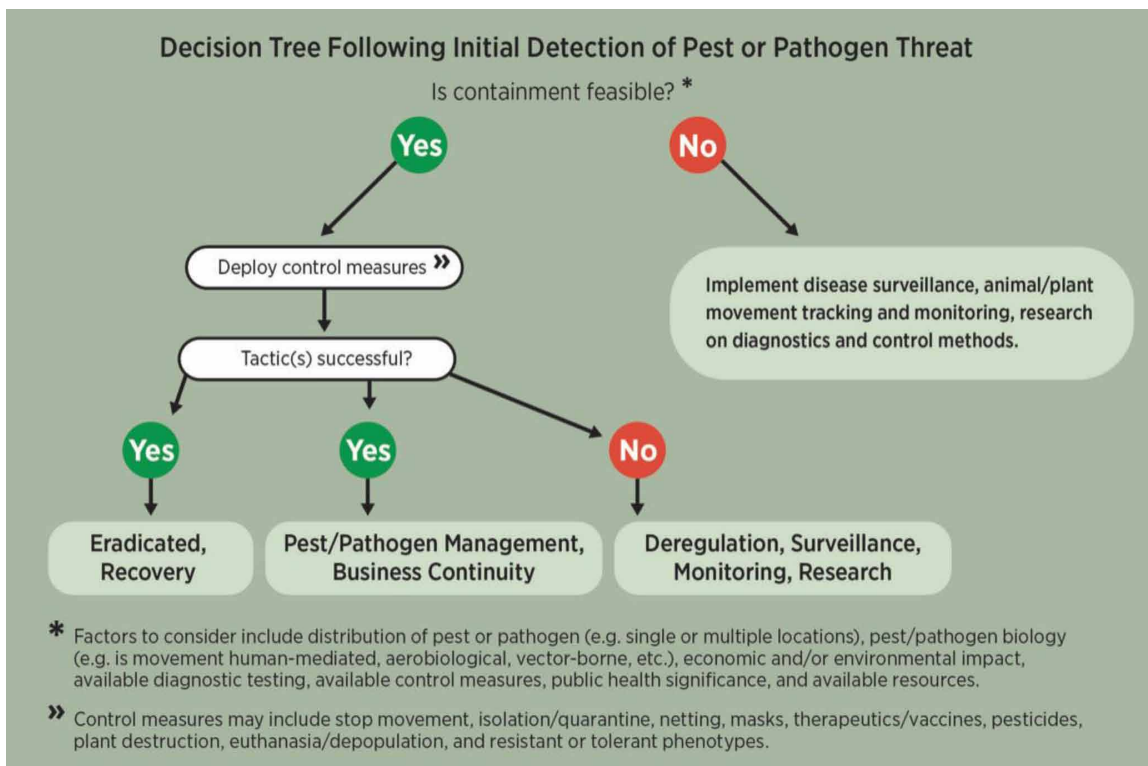 Decision Tree Following Initial Detection of Pest or Pathogen Threat
Is containment feasible? *
Yes
No
Deploy control measures »
Implement disease surveillance, animal/plant
movement tracking and monitoring, research
on diagnostics and control methods.
Tactic(s) successful?
Yes
Yes
No
Eradicated,
Recovery
Pest/Pathogen Management,
Business Continuity
Deregulation, Surveillance,
Monitoring, Research
* Factors to consider include distribution of pest or pathogen (e.g. single or multiple locations), pest/pathogen biology
(e.g. is movement human-mediated, aerobiological, vector-borne, etc.), economic and/or environmental impact,
available diagnostic testing, available control measures, public health significance, and available resources.
» Control measures may include stop movement, isolation/quarantine, netting, masks, therapeutics/vaccines, pesticides,
plant destruction, euthanasia/depopulation, and resistant or tolerant phenotypes.